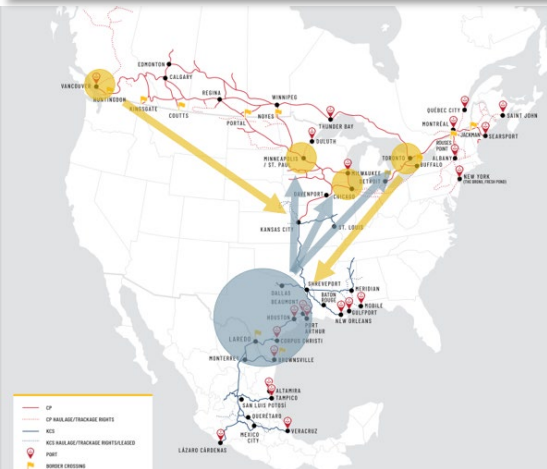 EDMONTON
CALGARY
VANCOUVER
HUNTINGDON
KINGSGATE
COUTTS
REGINA
WINNIPEG
PORTAL
NOYES
THUNDER BAY
DULUTH
MINNEAPOLIS
/ ST. PAUL
MILWAUKEE
CHICAGO
DAVENPORT
DETROIT
TORONTO
BUFFALO
QUÉBEC CITY
MONTRÉAL
SAINT JOHN
JACKMAN
SEARSPORT
ROUSES
POINT
ALBANY
NEW YORK
(THE BRONX, FRESH POND)
KANSAS CITY
ST. LOUIS
SHREVEPORT
DALLAS
MERIDIAN
BEAUMONT
BATON
ROUGE
MOBILE
GULFPORT
NEW ORLEANS
HOUSTON
PORT
ARTHUR
LAREDO
CORPUS CHRISTI
MONTERREY
BROWNSVILLE
ALTAMIRA
TAMPICO
SAN LUIS POTOSÍ
QUERÉTARO
MEXICO
CITY
VERACRUZ
LÁZARO CÁRDENAS
CP
CP HAULAGE/TRACKAGE RIGHTS
KCS
KCS HAULAGE/TRACKAGE RIGHTS/LEASED
PORT
BORDER CROSSING